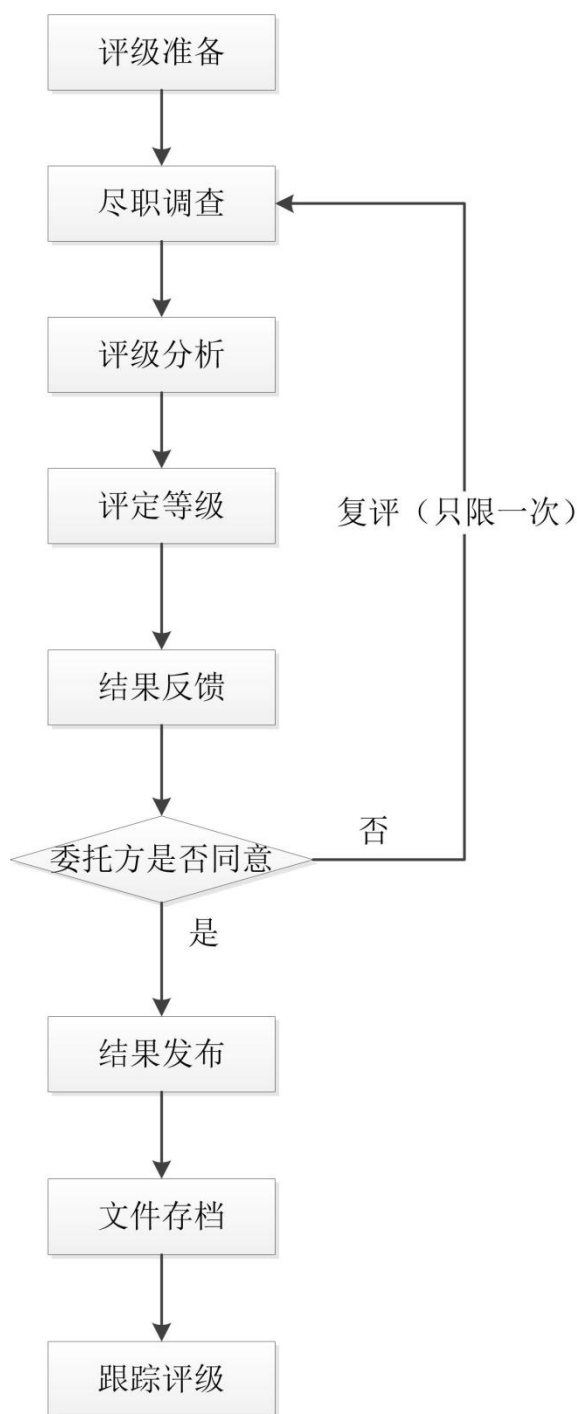 评级准备
尽职调查
评级分析
评定等级
复评（只限一次）
结果反馈
委托方是否同意
否
是
结果发布
文件存档
跟踪评级